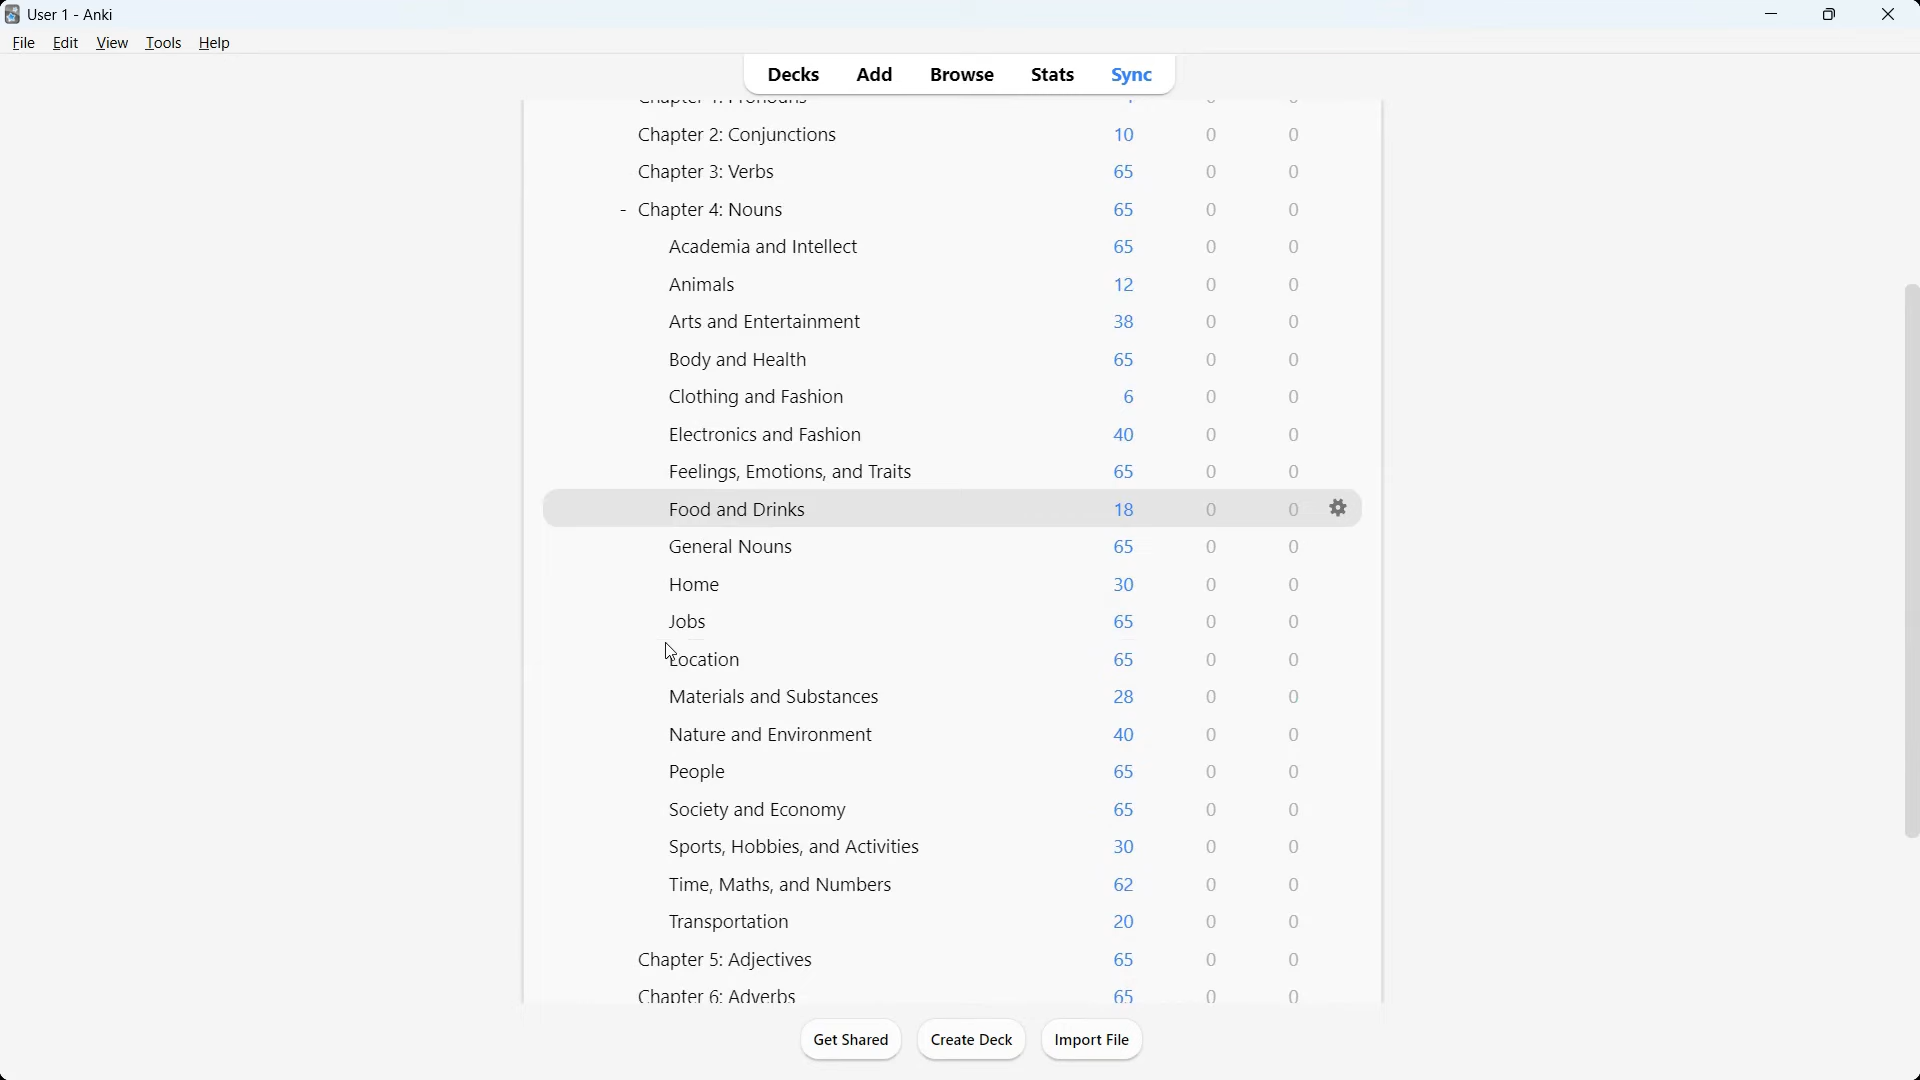 User 1 - Anki
File Edit View Tools Help
Decks Add Browse Stats Sync
Chapter 1: Pronouns 0 0
Chapter 2: Conjunctions 10 0 0
Chapter 3: Verbs 65 0 0
- Chapter 4: Nouns 65 0 0
Academia and Intellect 65 0 0
Animals 12 0 0
Arts and Entertainment 38 0 0
Body and Health 65 0 0
Clothing and Fashion 6 0 0
Electronics and Fashion 40 0 0
Feelings, Emotions, and Traits 65 0 0
Food and Drinks 18 0 0
General Nouns 65 0 0
Home 30 0 0
Jobs 65 0 0
Location 65 0 0
Materials and Substances 28 0 0
Nature and Environment 40 0 0
People 65 0 0
Society and Economy 65 0 0
Sports, Hobbies, and Activities 30 0 0
Time, Maths, and Numbers 62 0 0
Transportation 20 0 0
Chapter 5: Adjectives 65 0 0
Chapter 6: Adverbs 65 0 0
Get Shared Create Deck Import File